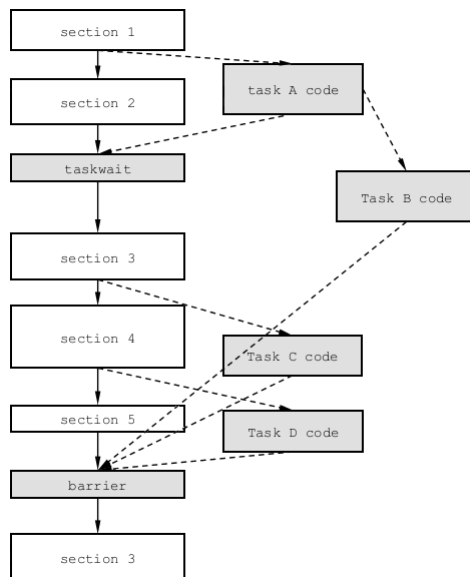 section 1
task A code
section 2
taskwait
Task B code
section 3
section 4
Task C code
section 5
Task D code
barrier
section 3